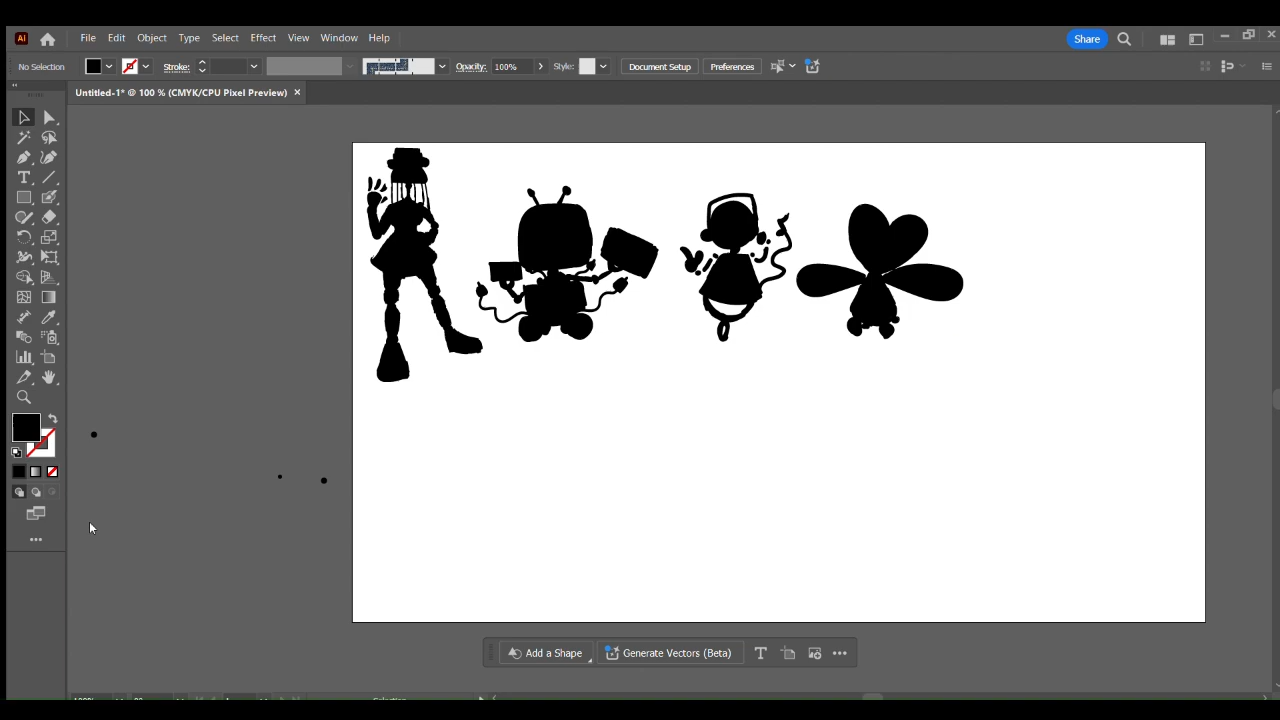 Ai File Edit Object Type Select Effect View Window Help Share
No Selection Stroke: Opacity: 100% Style: Document Setup Preferences
Untitled-1* @ 100 % (CMYK/CPU Pixel Preview) ×
Add a Shape Generate Vectors (Beta)